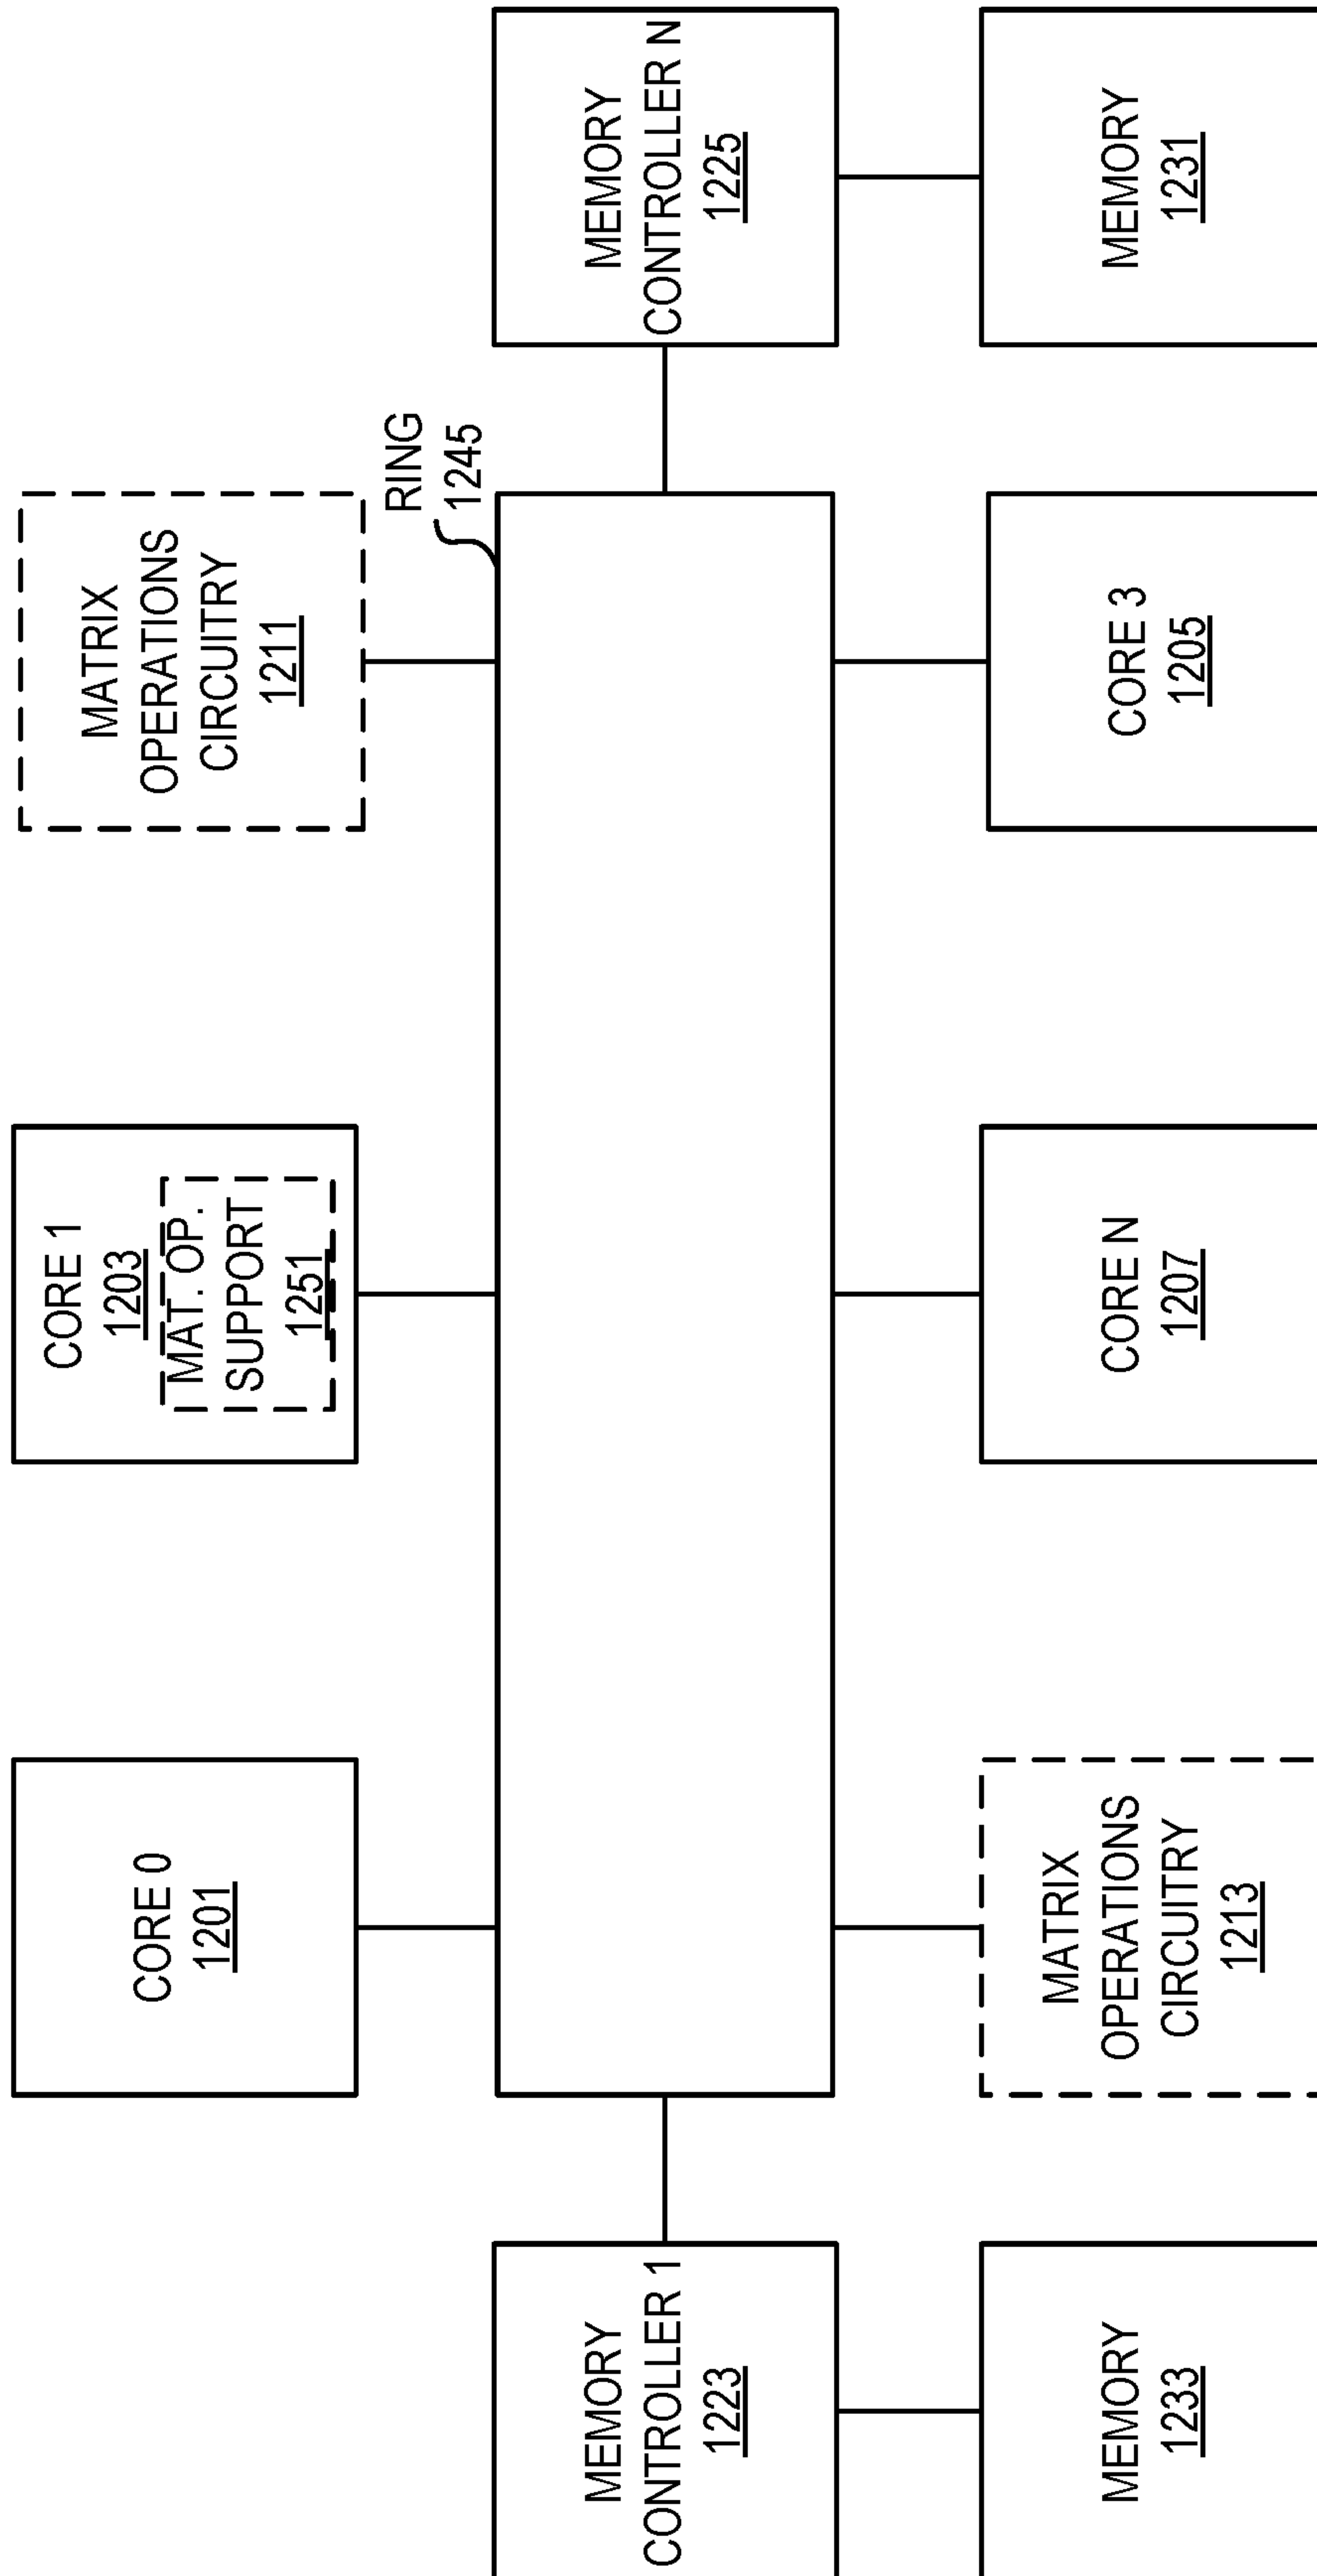 CORE 0
1201
CORE 1
1203
MAT. OP.
SUPPORT
1251
MATRIX
OPERATIONS
CIRCUITRY
1211
RING
1245
MEMORY
CONTROLLER 1
1223
MEMORY
CONTROLLER N
1225
MEMORY
1233
MATRIX
OPERATIONS
CIRCUITRY
1213
CORE N
1207
CORE 3
1205
MEMORY
1231